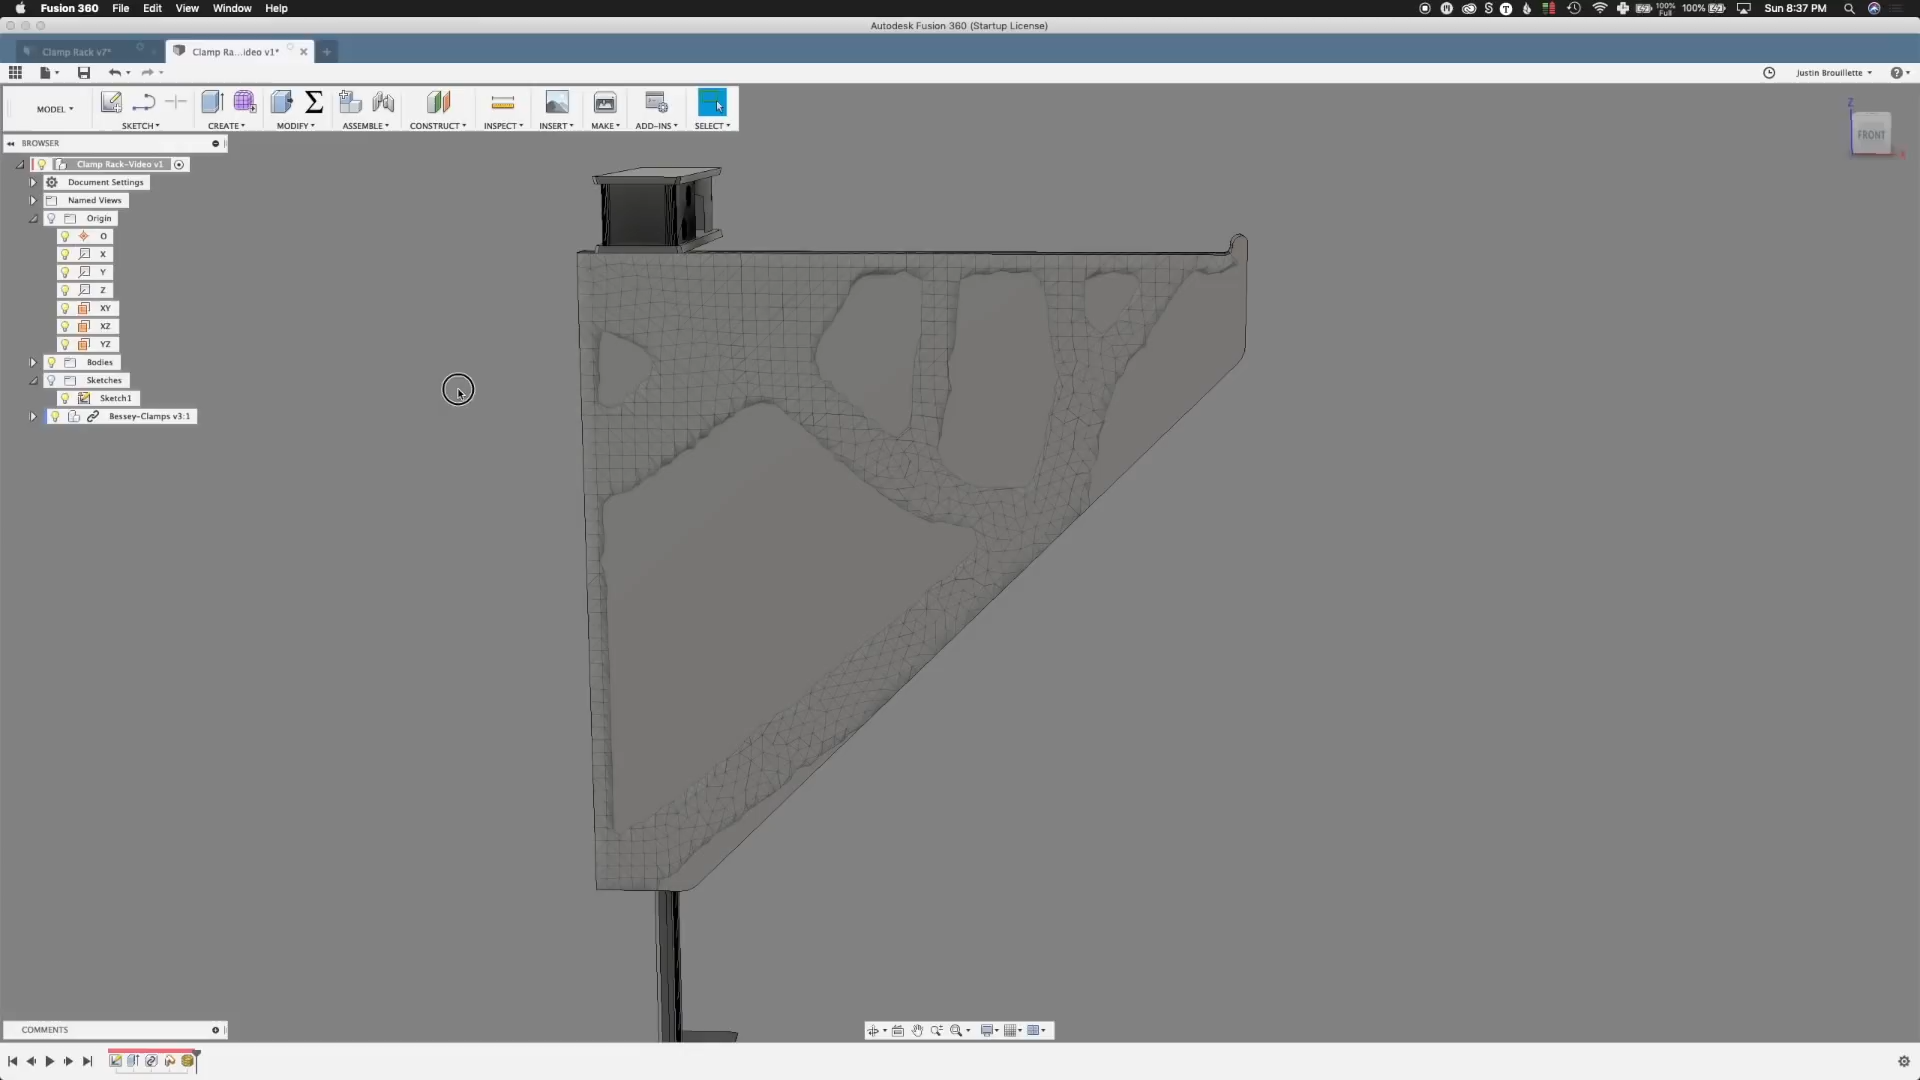 Fusion 360 File Edit View Window Help
100% Full 100% Sun 8:37 PM
Autodesk Fusion 360 (Startup License)
Clamp Rack v7* Clamp Ra...ideo v1*
Justin Brouillette
MODEL
SKETCH CREATE MODIFY ASSEMBLE CONSTRUCT INSPECT INSERT MAKE ADD-INS SELECT
Z
FRONT
X
BROWSER
Clamp Rack-Video v1
Document Settings
Named Views
Origin
O
X
Y
Z
XY
XZ
YZ
Bodies
Sketches
Sketch1
Bessey-Clamps v3:1
COMMENTS